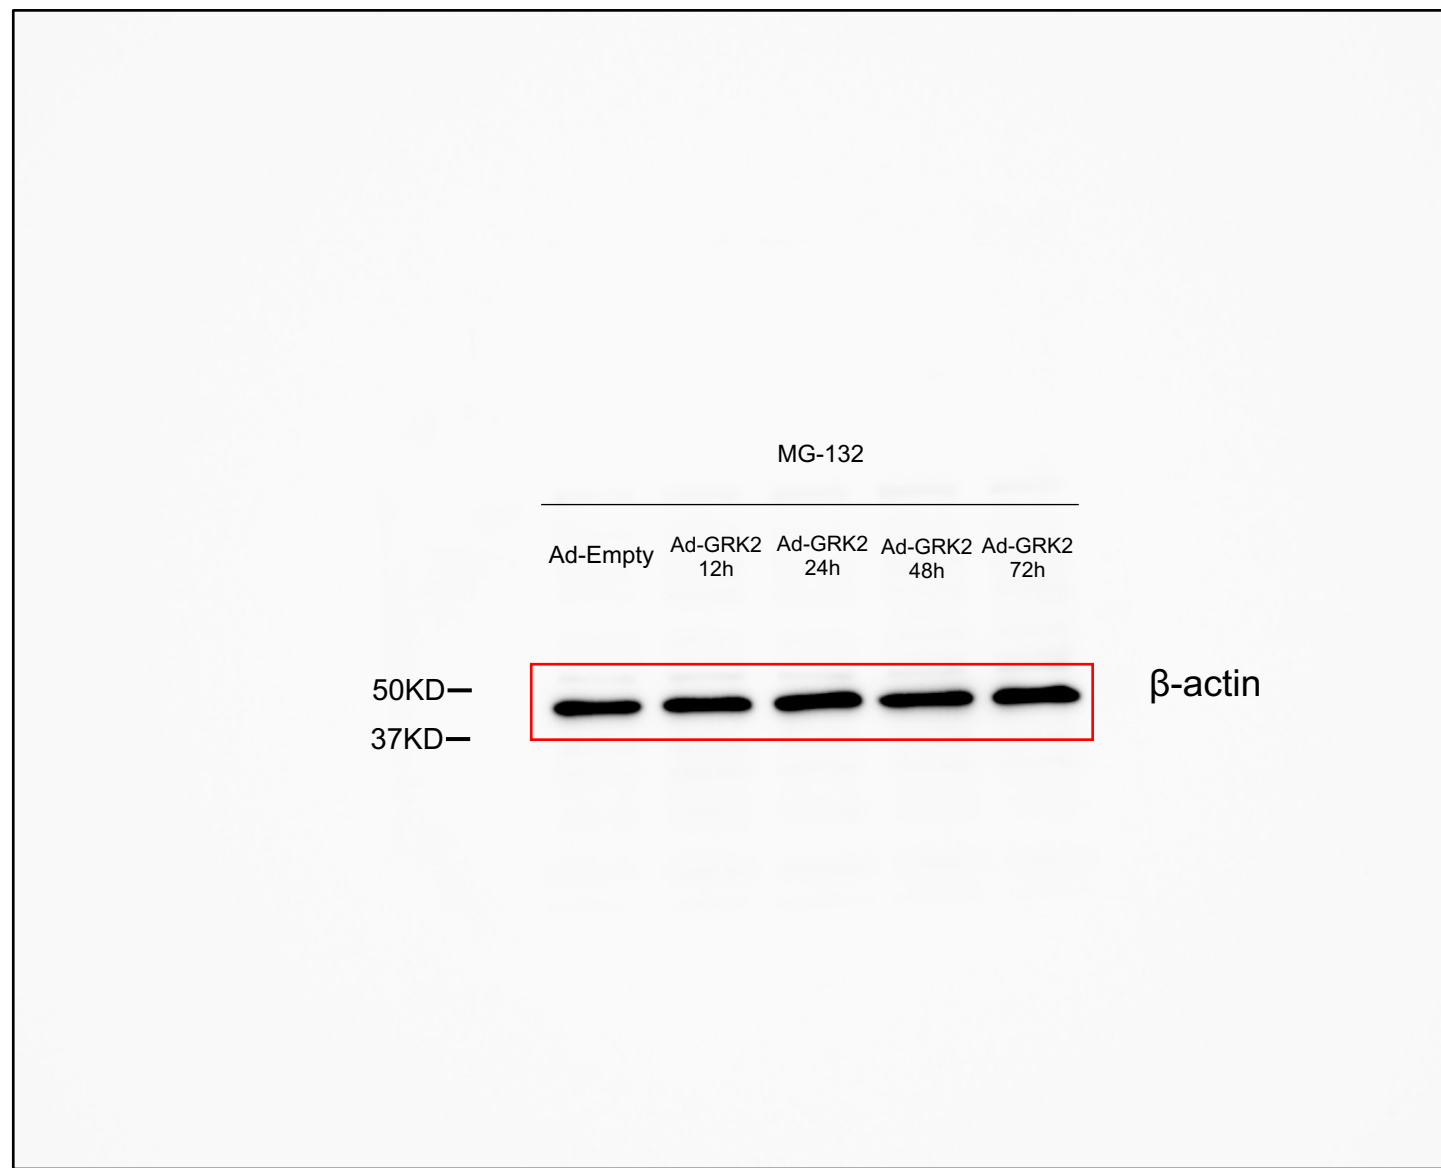 MG-132
Ad-Empty
Ad-GRK2
12h
Ad-GRK2
24h
Ad-GRK2
48h
Ad-GRK2
72h
50KD
37KD
β-actin